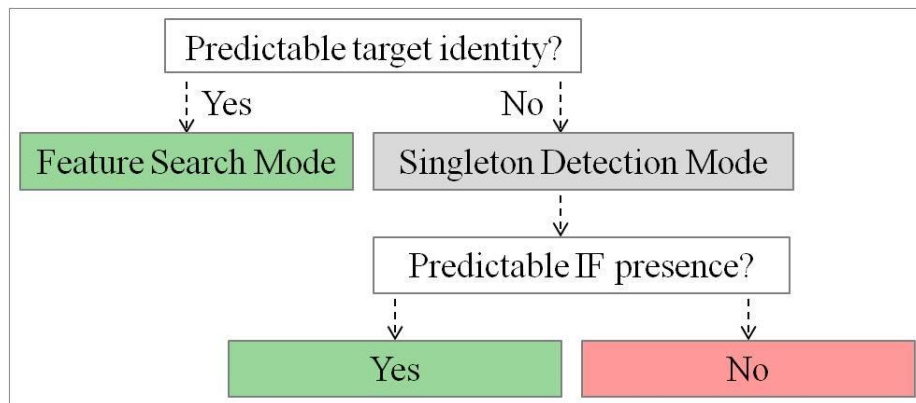 Predictable target identity?
Yes
No
Feature Search Mode
Singleton Detection Mode
Predictable IF presence?
Yes
No